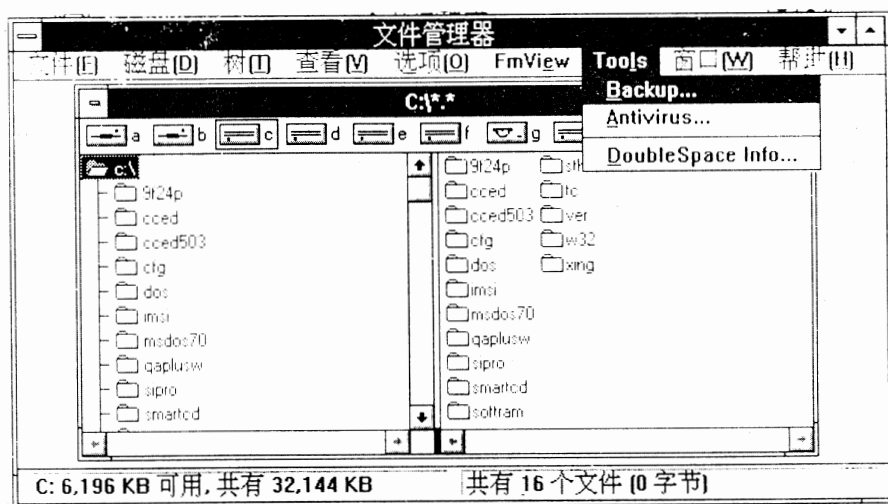 文件管理器
文件(F) 磁盘(D) 树(T) 查看(V) 选项(O) FmView Tools 窗口(W) 帮助(H)
Backup...
Antivirus...
DoubleSpace Info...
C:\*.*
a b c d e f g
c:\
9t24p
cced
cced503
cfg
dos
imsi
msdos70
qaplusw
sipro
smartcd
9t24p
cced tc
cced503 ver
cfg w32
dos xing
imsi
msdos70
qaplusw
sipro
smartcd
softram
C: 6,196 KB 可用, 共有 32,144 KB 共有 16 个文件 (0 字节)